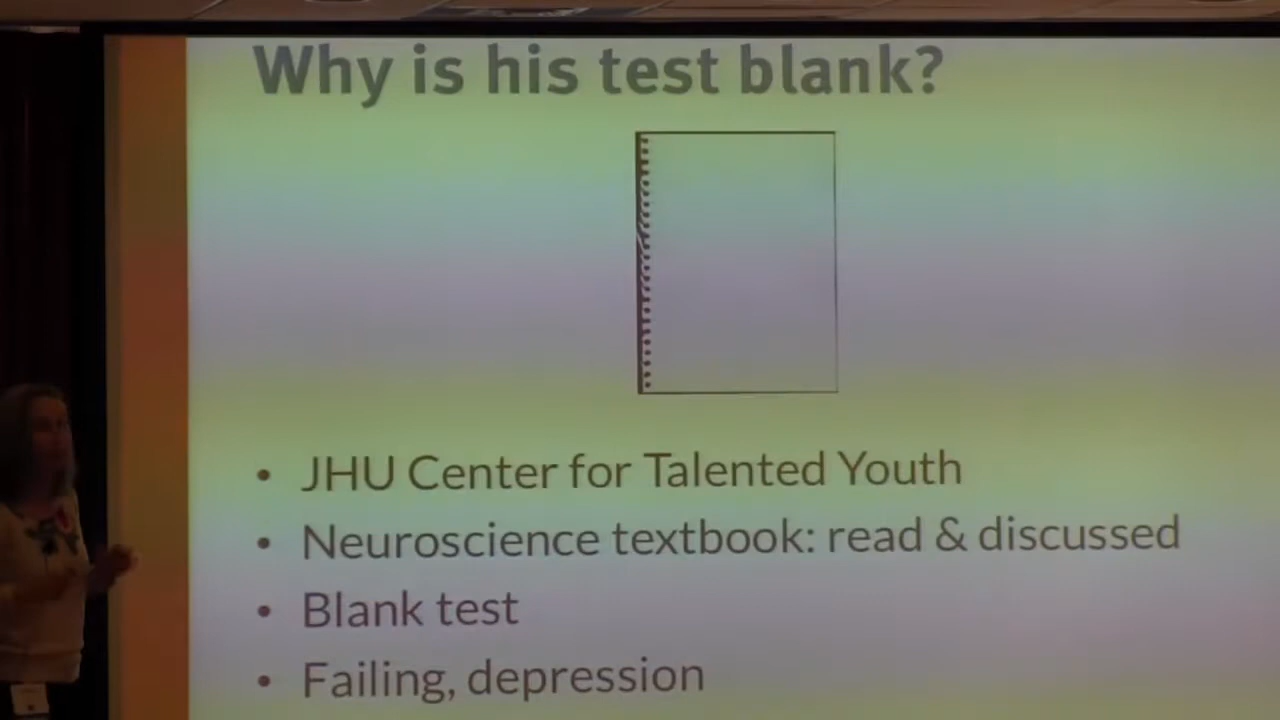 Why is his test blank?
• JHU Center for Talented Youth
• Neuroscience textbook: read & discussed
• Blank test
• Failing, depression